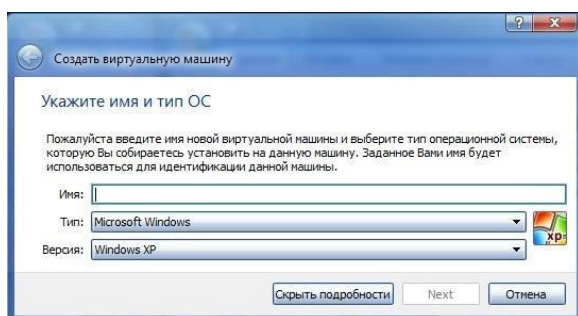 Создать виртуальную машину
Укажите имя и тип ОС
Пожалуйста введите имя новой виртуальной машины и выберите тип операционной системы,
которую Вы собираетесь установить на данную машину. Заданное Вами имя будет
использоваться для идентификации данной машины.
Имя:
Тип: Microsoft Windows
xp
Версия: Windows XP
Скрыть подробности Next Отмена